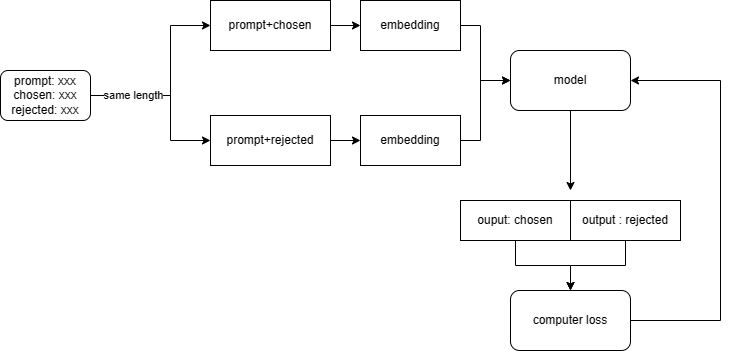 prompt+chosen
embedding
prompt: xxx
chosen: xxx
rejected: xxx
same length
model
prompt+rejected
embedding
ouput: chosen
output : rejected
computer loss